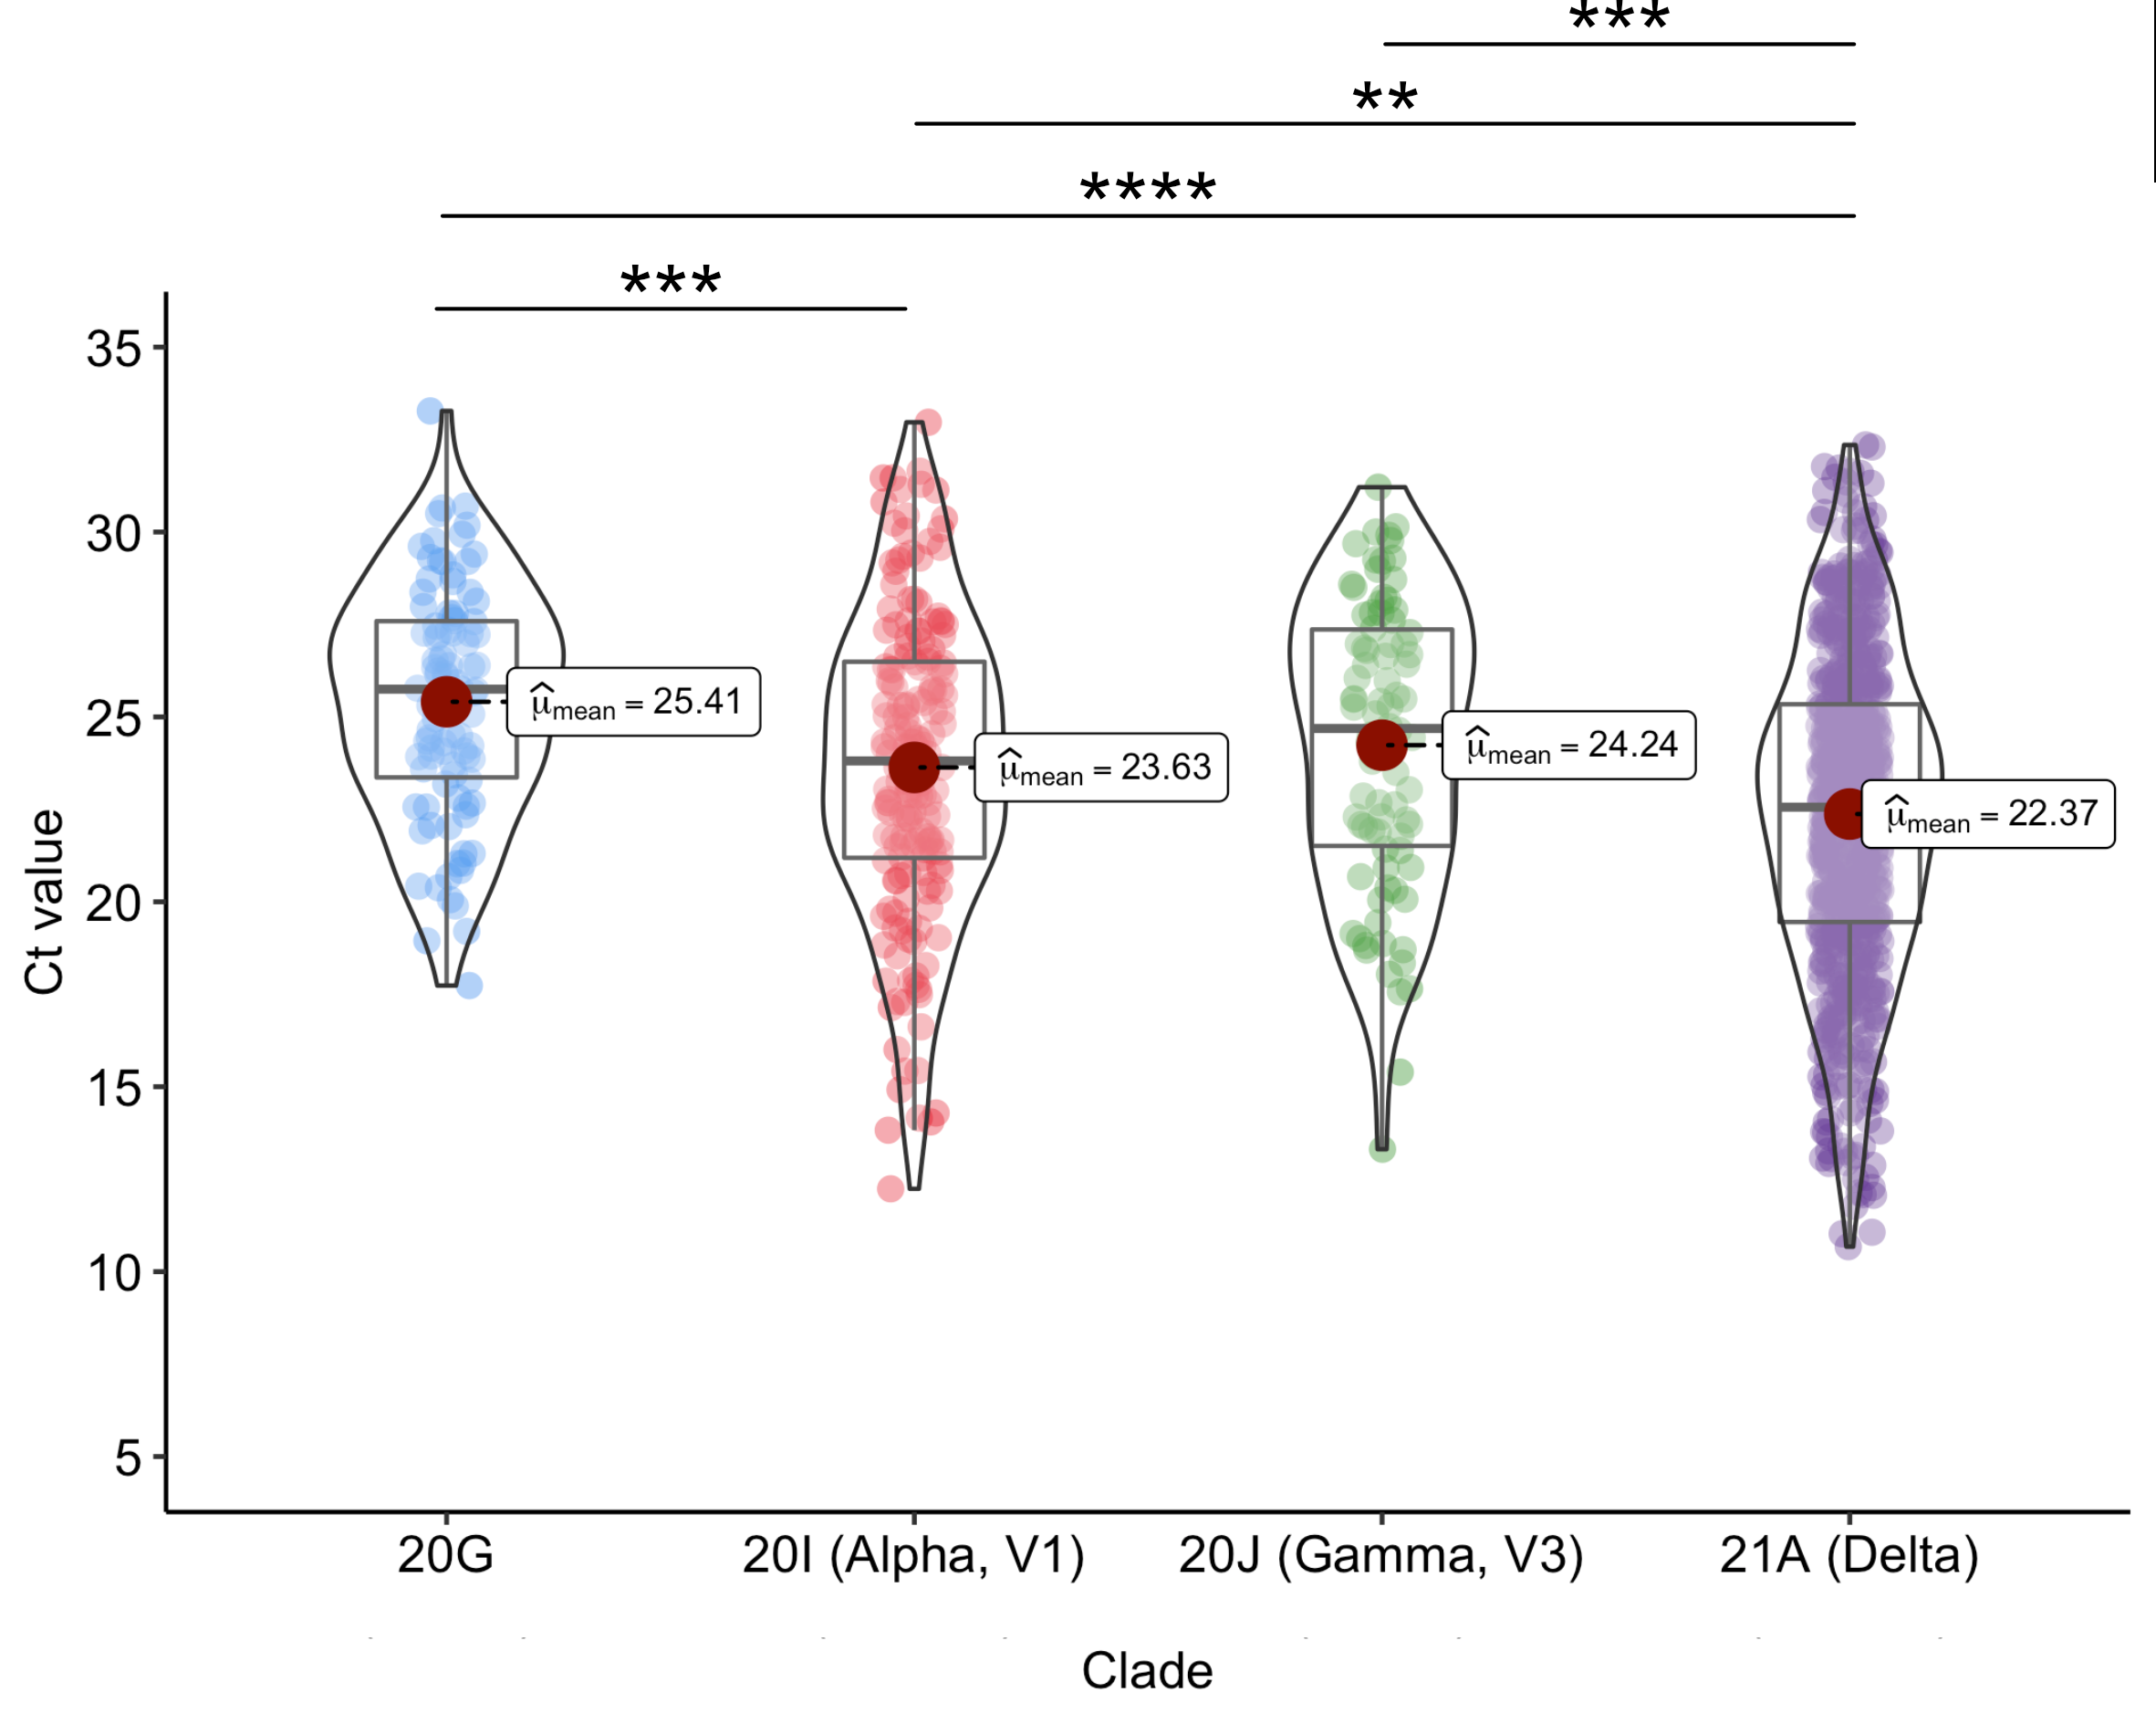 ***
**
****
***
35
30
25
20
15
10
5
Ct value
μ̂mean = 25.41
μ̂mean = 23.63
μ̂mean = 24.24
μ̂mean = 22.37
20G
20I (Alpha, V1)
20J (Gamma, V3)
21A (Delta)
Clade